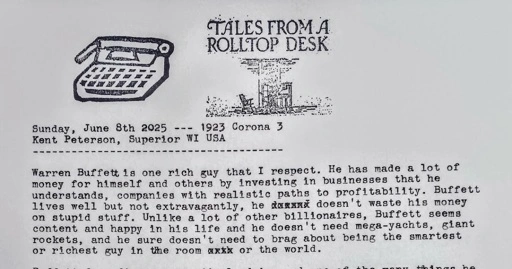 TALES FROM A
ROLLTOP DESK
Sunday, June 8th 2025 --- 1923 Corona 3
Kent Peterson, Superior WI USA
Warren Buffett is one rich guy that I respect. He has made a lot of
money for himself and others by investing in businesses that he
understands, companies with realistic paths to profitability. Buffett
lives well but not extravagantly, he doesn't waste his money
on stupid stuff. Unlike a lot of other billionaires, Buffett seems
content and happy in his life and he doesn't need mega-yachts, giant
rockets, and he sure doesn't need to brag about being the smartest
or richest guy in the room or the world.